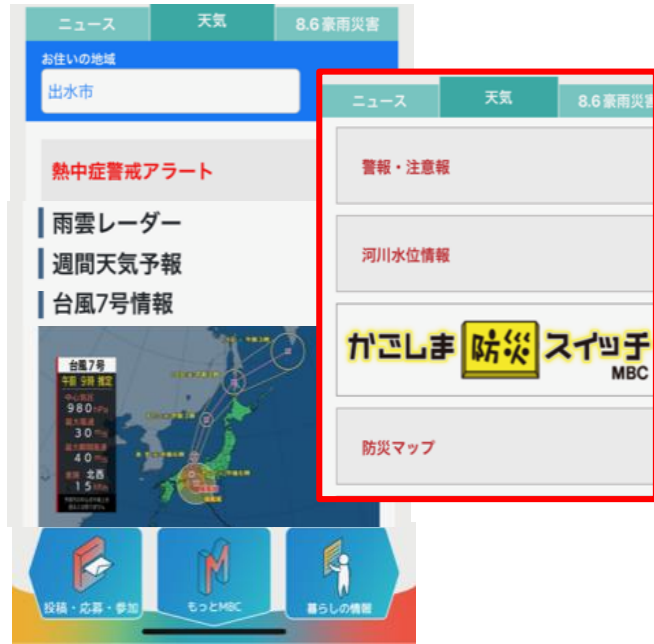 ニュース
天気
8.6豪雨災害
お住いの地域
出水市
熱中症警戒アラート
雨雲レーダー
週間天気予報
台風7号情報
台風7号
午前 9時 推定
中心気圧
980hPa
最大風速
30m/s
最大瞬間風速
40m/s
北西
15km/h
投稿・応募・参加
もっとMBC
暮らしの情報
ニュース
天気
8.6豪雨災害
警報・注意報
河川水位情報
かごしま 防災 スイッチ
MBC
防災マップ